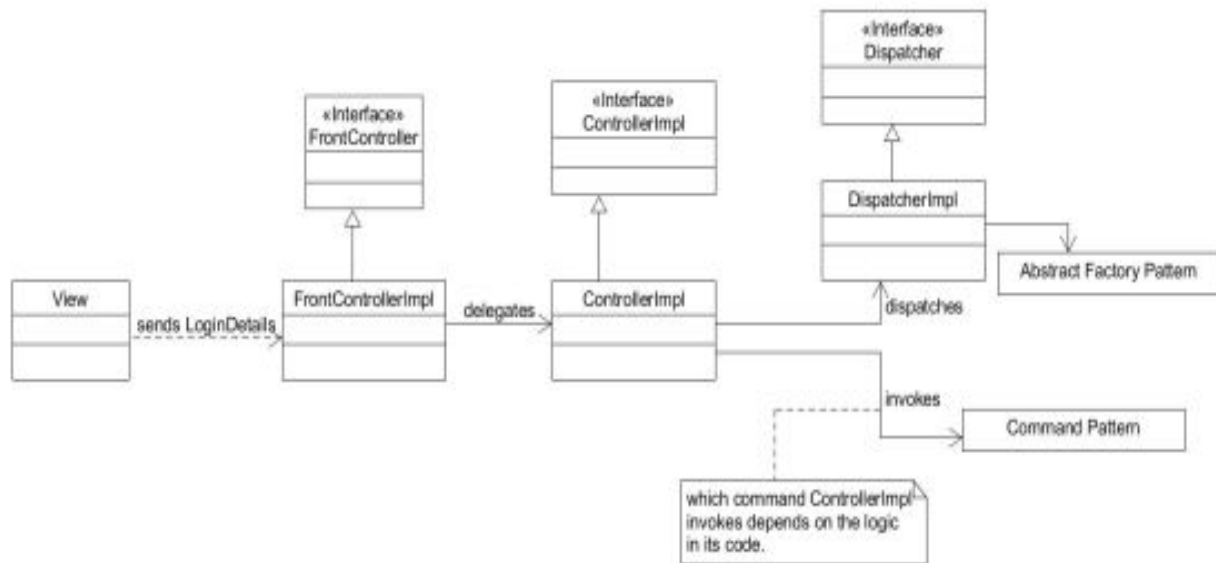 «Interface»
Dispatcher
«Interface»
ControllerImpl
«Interface»
FrontController
DispatcherImpl
Abstract Factory Pattern
View
sends LoginDetails
FrontControllerImpl
delegates
ControllerImpl
dispatches
invokes
Command Pattern
which command ControllerImpl
invokes depends on the logic
in its code.